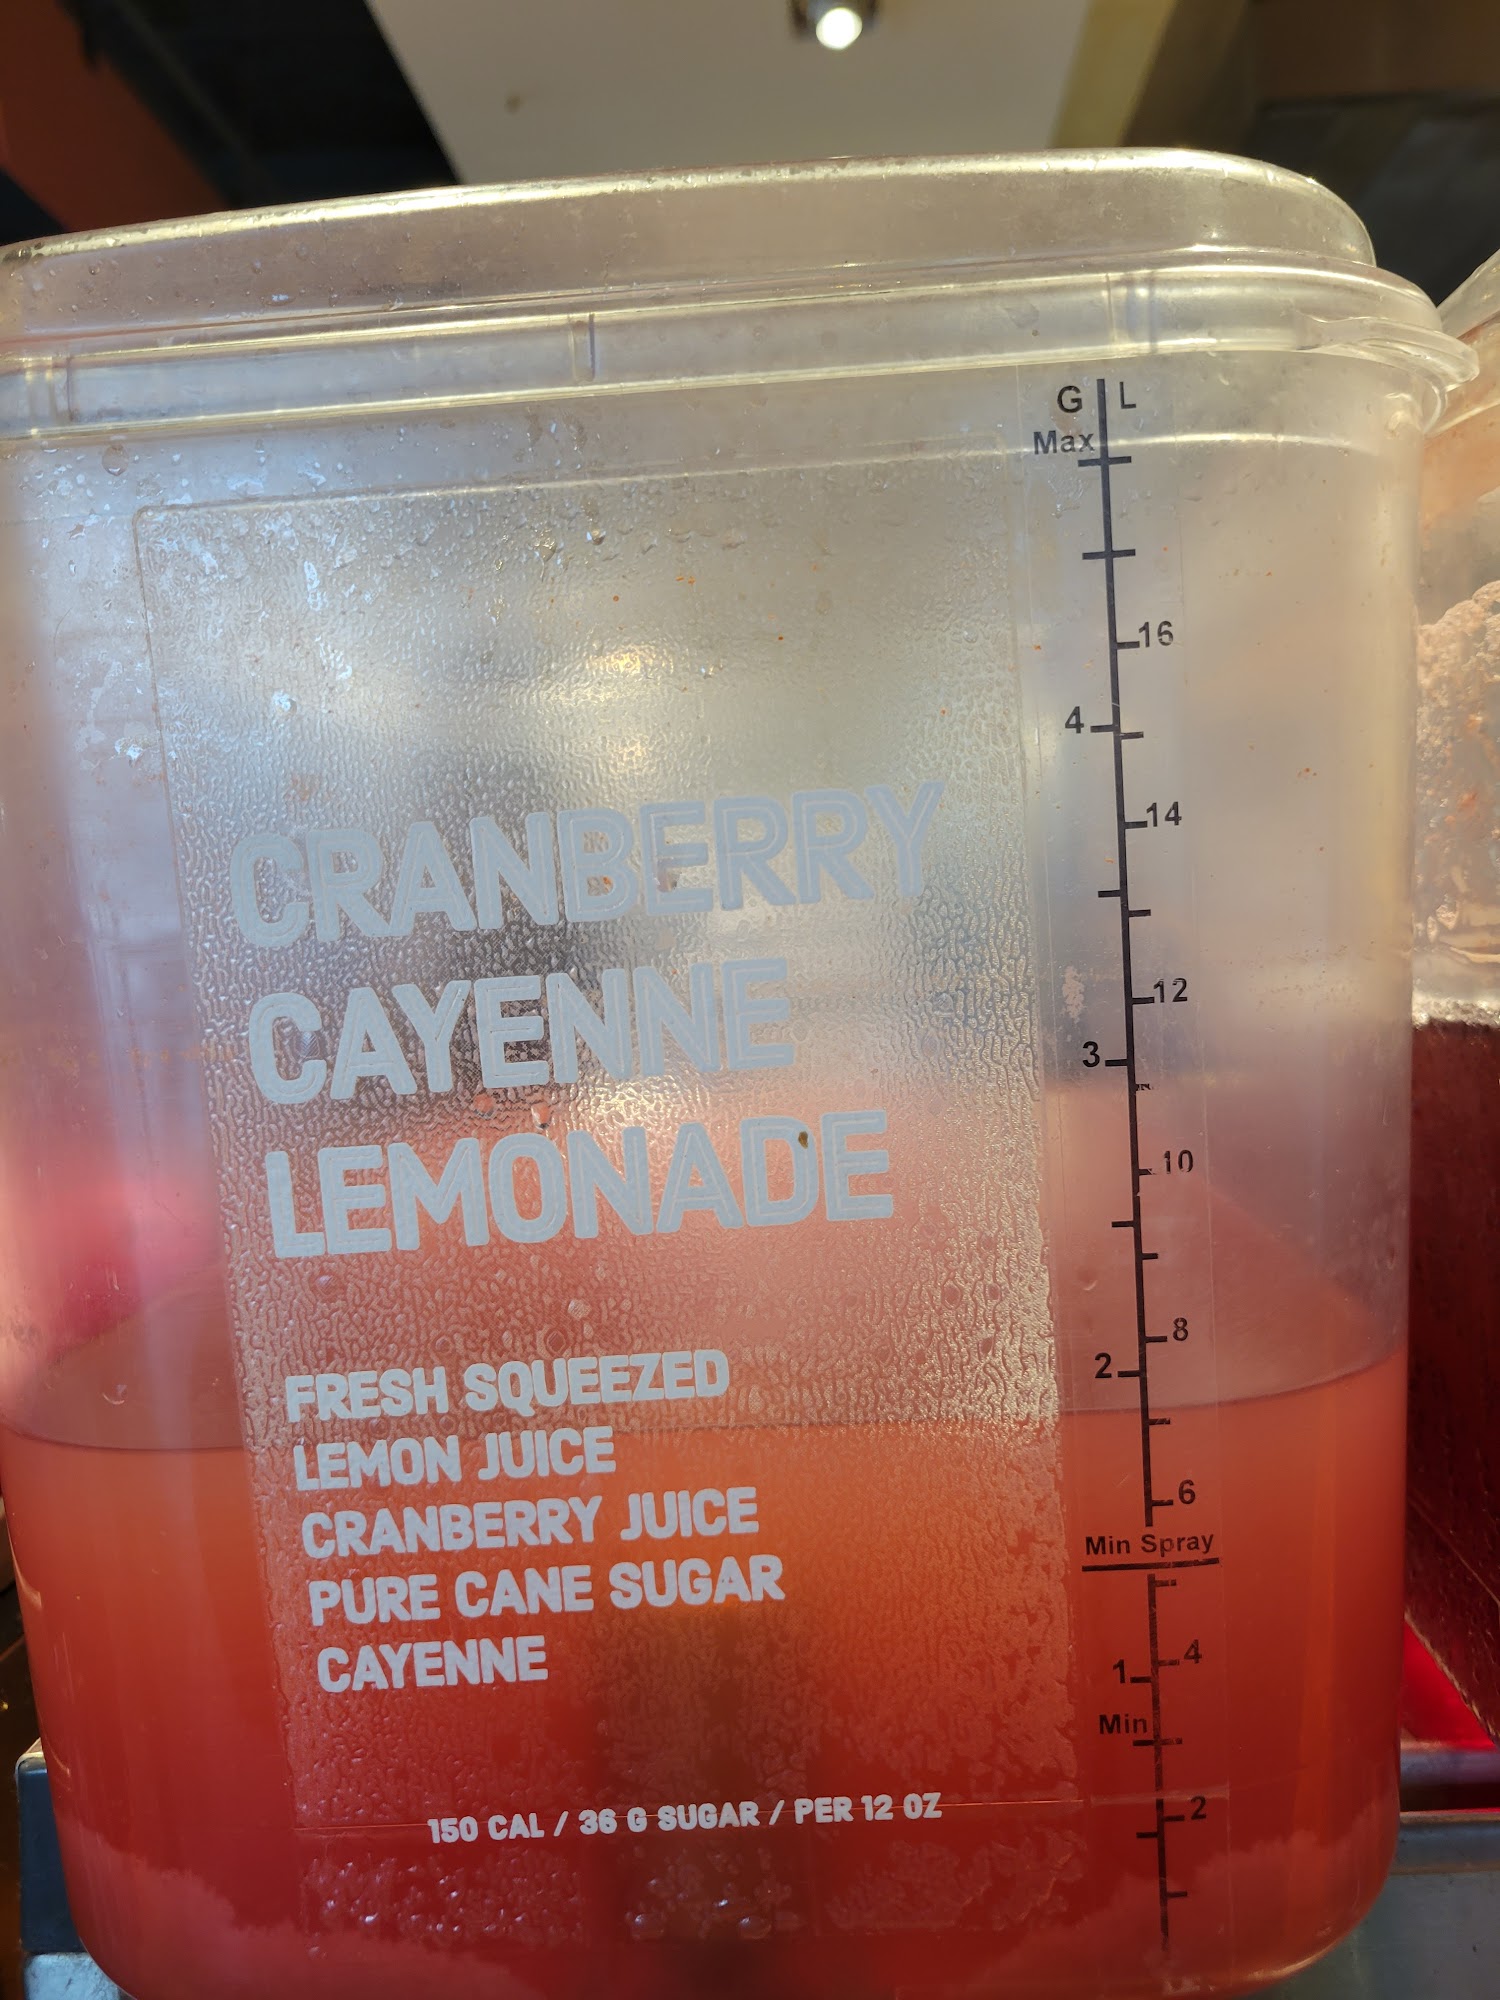 CRANBERRY
CAYENNE
LEMONADE
FRESH SQUEEZED
LEMON JUICE
CRANBERRY JUICE
PURE CANE SUGAR
CAYENNE
150 CAL / 36 G SUGAR / PER 12 OZ
G L
Max
16
4
14
12
3
10
8
2
6
Min Spray
4
1
Min
2